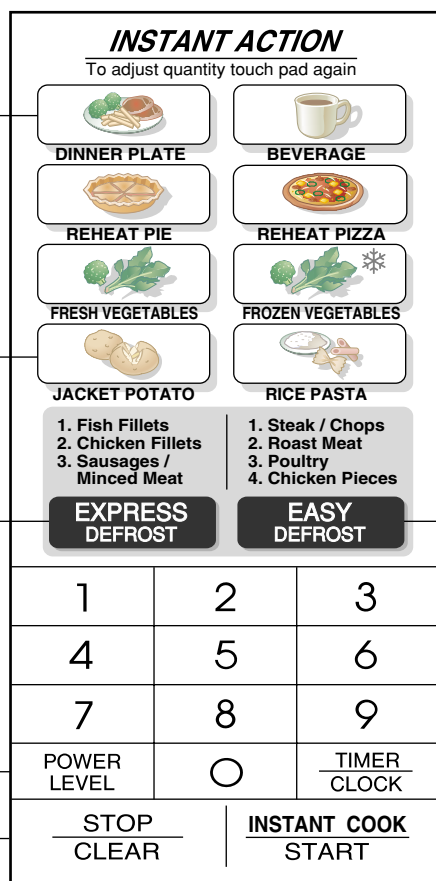 INSTANT ACTION
To adjust quantity touch pad again
DINNER PLATE
BEVERAGE
REHEAT PIE
REHEAT PIZZA
FRESH VEGETABLES
FROZEN VEGETABLES
JACKET POTATO
RICE PASTA
1. Fish Fillets
2. Chicken Fillets
3. Sausages /
Minced Meat
1. Steak / Chops
2. Roast Meat
3. Poultry
4. Chicken Pieces
EXPRESS
DEFROST
EASY
DEFROST
1
2
3
4
5
6
7
8
9
POWER
LEVEL
0
TIMER
CLOCK
STOP
CLEAR
INSTANT COOK
START